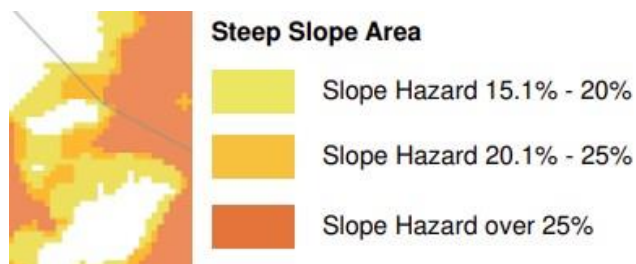 Steep Slope Area
Slope Hazard 15.1% - 20%
Slope Hazard 20.1% - 25%
Slope Hazard over 25%